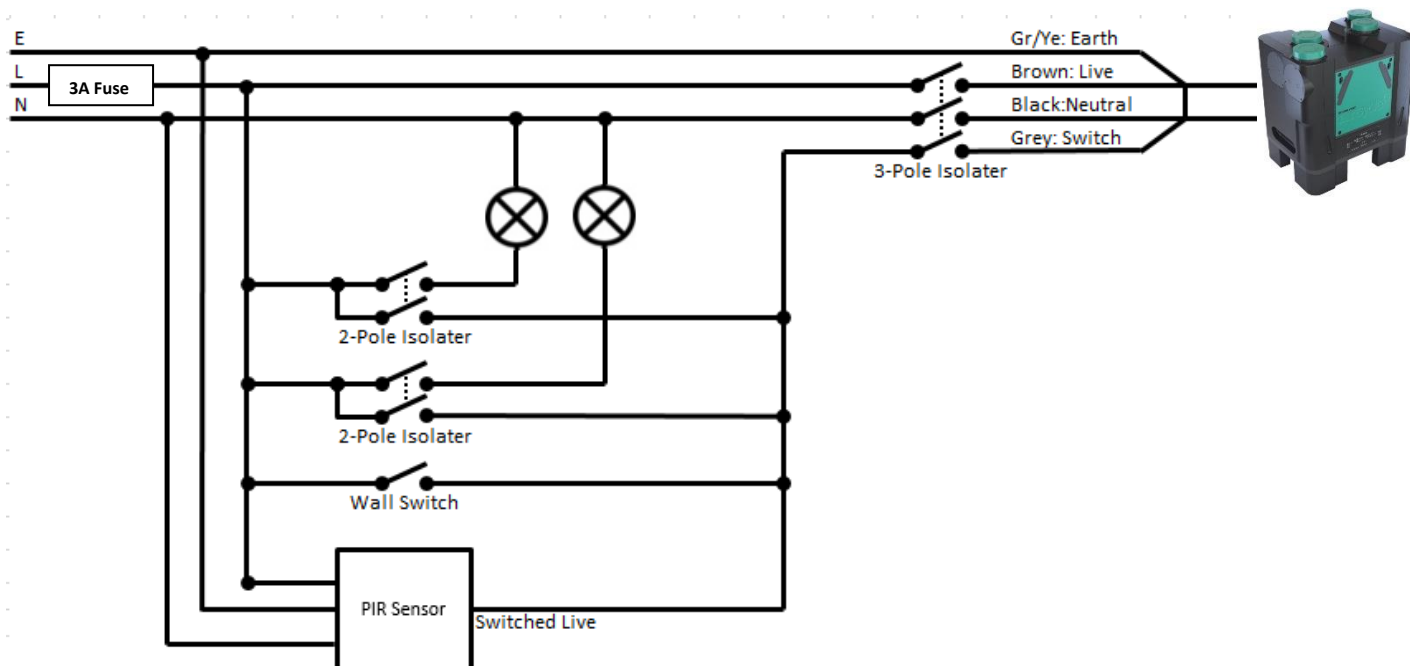 E
Gr/Ye: Earth
L
3A Fuse
Brown: Live
N
Black:Neutral
Grey: Switch
3-Pole Isolater
2-Pole Isolater
2-Pole Isolater
Wall Switch
PIR Sensor
Switched Live